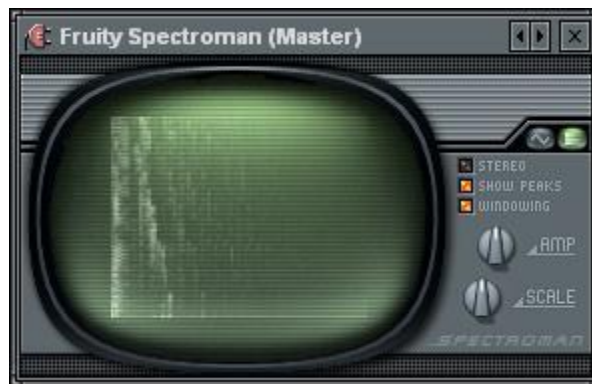 Fruity Spectroman (Master)
STEREO
SHOW PEAKS
WINDOWING
AMP
SCALE
SPECTROMAN